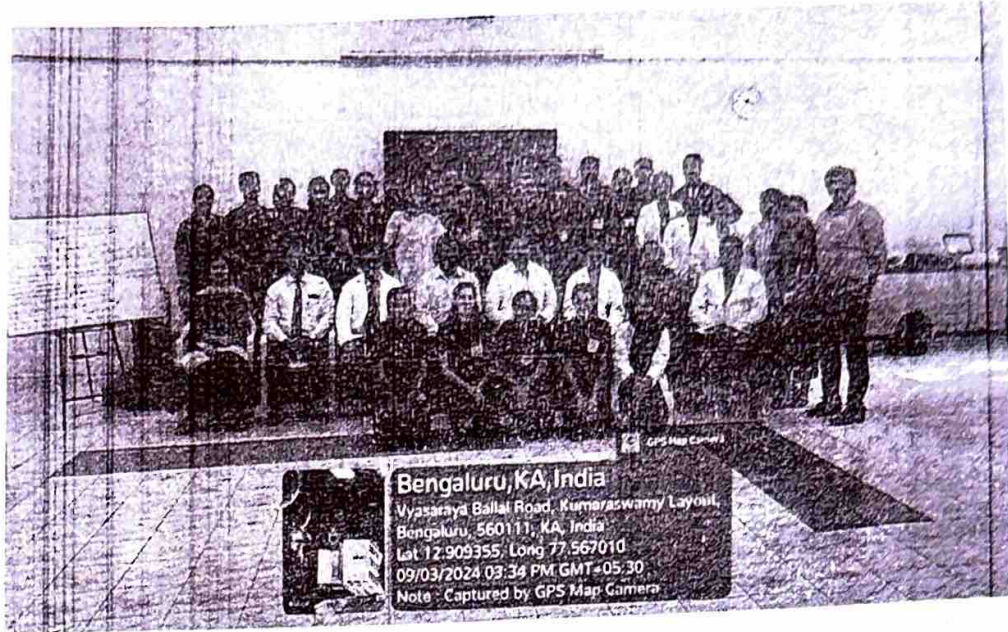 GPS Map Camera
Bengaluru,KA,India
Vyasaraya Ballal Road, Kumaraswamy Layout,
Bengaluru, 560111, KA, India
Lat 12.909355, Long 77.567010
09/03/2024 03:34 PM GMT+05:30
Note : Captured by GPS Map Camera